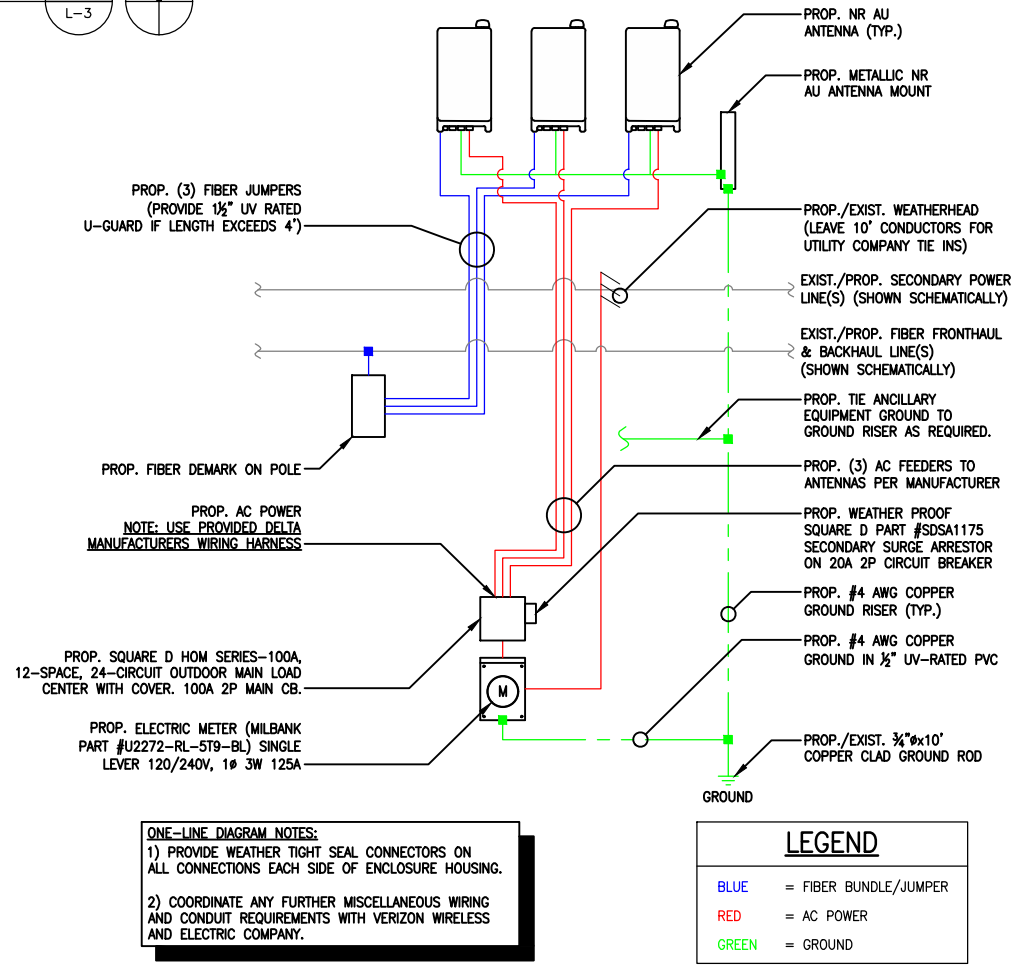 L-3
PROP. NR AU
ANTENNA (TYP.)
PROP. METALLIC NR
AU ANTENNA MOUNT
PROP. (3) FIBER JUMPERS
(PROVIDE 1½" UV RATED
U-GUARD IF LENGTH EXCEEDS 4')
PROP./EXIST. WEATHERHEAD
(LEAVE 10' CONDUCTORS FOR
UTILITY COMPANY TIE INS)
EXIST./PROP. SECONDARY POWER
LINE(S) (SHOWN SCHEMATICALLY)
EXIST./PROP. FIBER FRONTHAUL
& BACKHAUL LINE(S)
(SHOWN SCHEMATICALLY)
PROP. TIE ANCILLARY
EQUIPMENT GROUND TO
GROUND RISER AS REQUIRED.
PROP. FIBER DEMARK ON POLE
PROP. (3) AC FEEDERS TO
ANTENNAS PER MANUFACTURER
PROP. AC POWER
NOTE: USE PROVIDED DELTA
MANUFACTURERS WIRING HARNESS
PROP. WEATHER PROOF
SQUARE D PART #SDSA1175
SECONDARY SURGE ARRESTOR
ON 20A 2P CIRCUIT BREAKER
PROP. #4 AWG COPPER
GROUND RISER (TYP.)
PROP. #4 AWG COPPER
GROUND IN ½" UV-RATED PVC
PROP. SQUARE D HOM SERIES-100A,
12-SPACE, 24-CIRCUIT OUTDOOR MAIN LOAD
CENTER WITH COVER. 100A 2P MAIN CB.
M
PROP. ELECTRIC METER (MILBANK
PART #U2272-RL-5T9-BL) SINGLE
LEVER 120/240V, 1ø 3W 125A
PROP./EXIST. ¾"øx10'
COPPER CLAD GROUND ROD
GROUND
ONE-LINE DIAGRAM NOTES:
1) PROVIDE WEATHER TIGHT SEAL CONNECTORS ON
ALL CONNECTIONS EACH SIDE OF ENCLOSURE HOUSING.
2) COORDINATE ANY FURTHER MISCELLANEOUS WIRING
AND CONDUIT REQUIREMENTS WITH VERIZON WIRELESS
AND ELECTRIC COMPANY.
LEGEND
BLUE = FIBER BUNDLE/JUMPER
RED = AC POWER
GREEN = GROUND